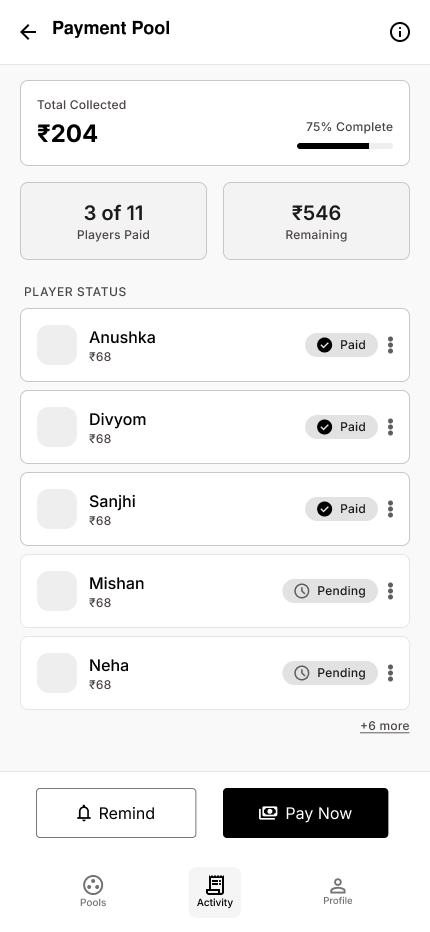 Payment Pool
Total Collected
₹204
75% Complete
3 of 11
Players Paid
₹546
Remaining
PLAYER STATUS
Anushka
₹68
Paid
Divyom
₹68
Paid
Sanjhi
₹68
Paid
Mishan
₹68
Pending
Neha
₹68
Pending
+6 more
Remind
Pay Now
Pools
Activity
Profile